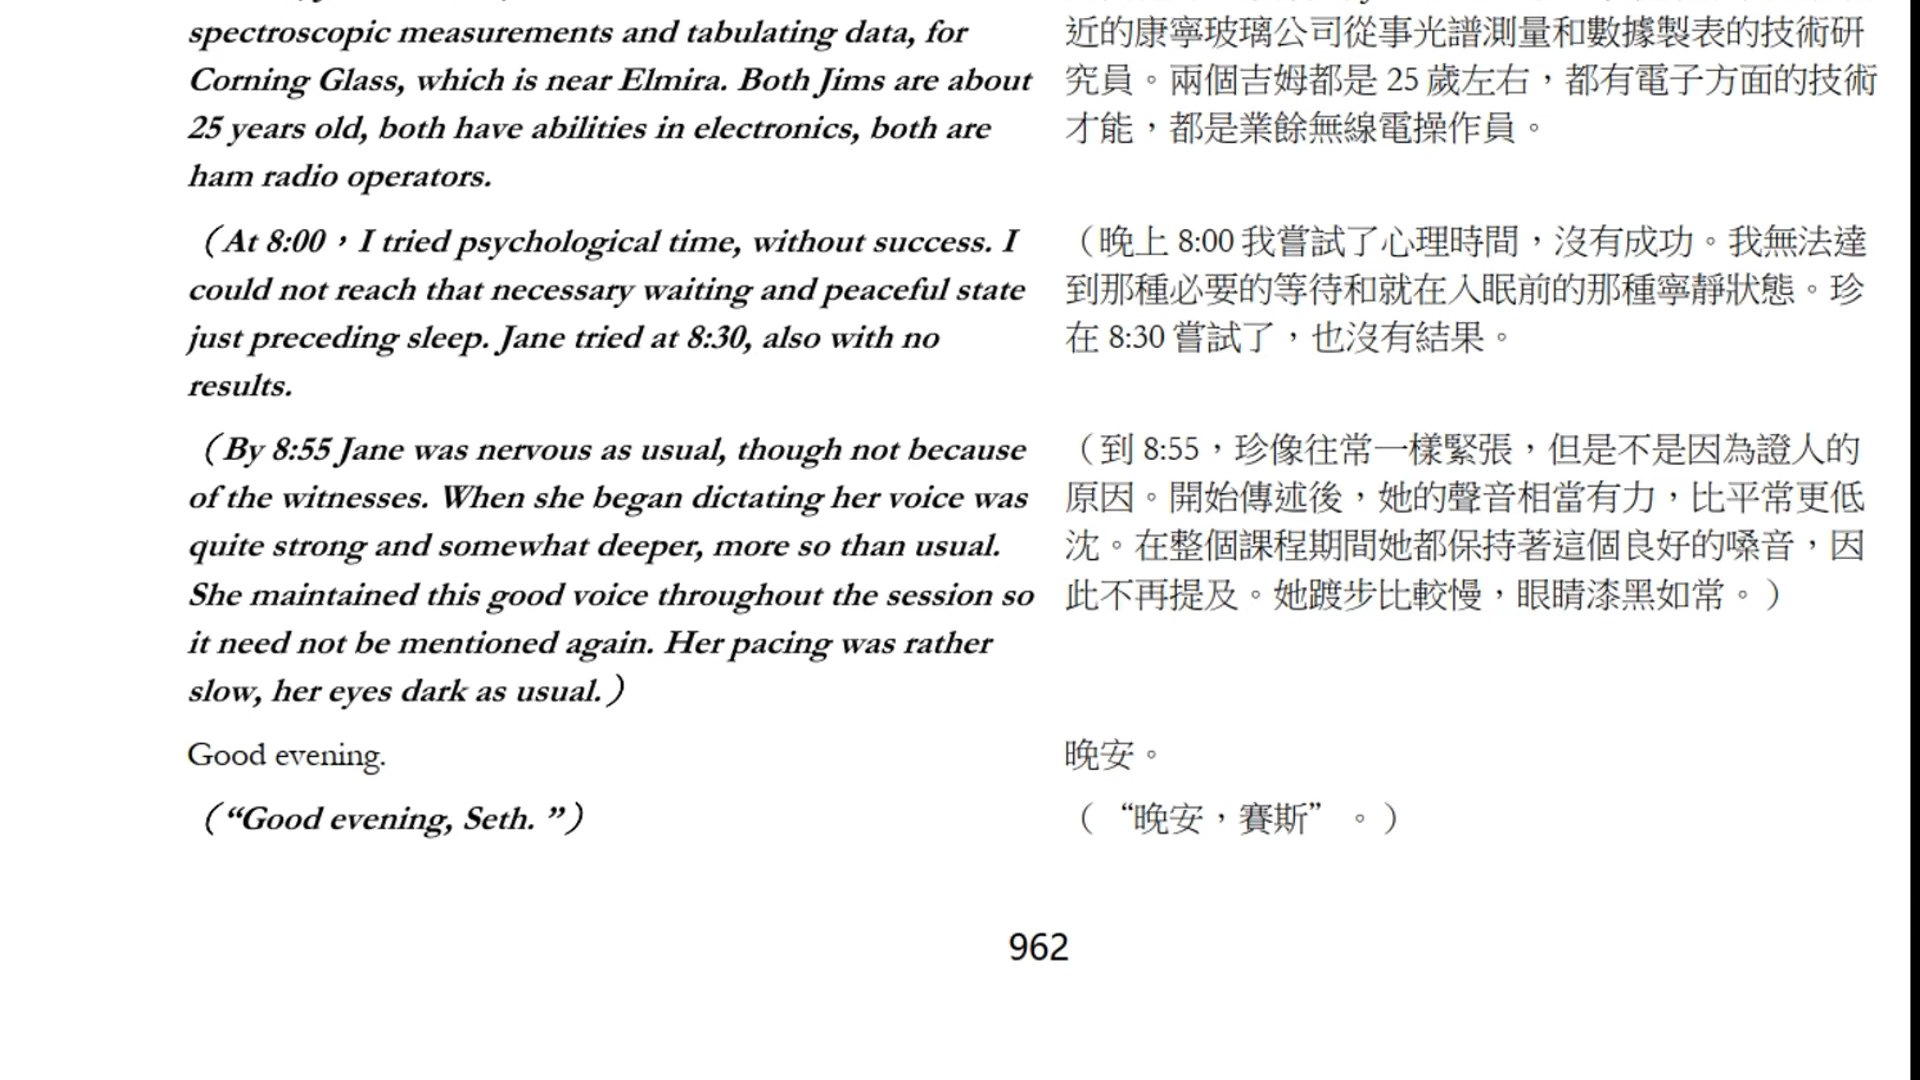 spectroscopic measurements and tabulating data, for
Corning Glass, which is near Elmira. Both Jims are about
25 years old, both have abilities in electronics, both are
ham radio operators.
（At 8:00，I tried psychological time, without success. I
could not reach that necessary waiting and peaceful state
just preceding sleep. Jane tried at 8:30, also with no
results.
（By 8:55 Jane was nervous as usual, though not because
of the witnesses. When she began dictating her voice was
quite strong and somewhat deeper, more so than usual.
She maintained this good voice throughout the session so
it need not be mentioned again. Her pacing was rather
slow, her eyes dark as usual.）
Good evening.
（“Good evening, Seth. ”）
近的康寧玻璃公司從事光譜測量和數據製表的技術研
究員。兩個吉姆都是 25 歲左右，都有電子方面的技術
才能，都是業餘無線電操作員。
（晚上 8:00 我嘗試了心理時間，沒有成功。我無法達
到那種必要的等待和就在入眠前的那種寧靜狀態。珍
在 8:30 嘗試了，也沒有結果。
（到 8:55，珍像往常一樣緊張，但是不是因為證人的
原因。開始傳述後，她的聲音相當有力，比平常更低
沈。在整個課程期間她都保持著這個良好的嗓音，因
此不再提及。她踱步比較慢，眼睛漆黑如常。）
晚安。
（“晚安，賽斯”。）
962